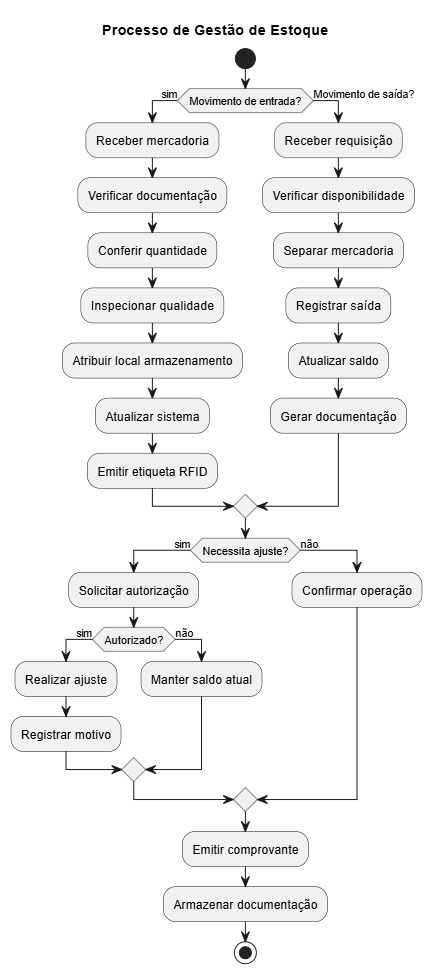 Processo de Gestão de Estoque
sim
Movimento de entrada?
Movimento de saída?
Receber mercadoria
Verificar documentação
Conferir quantidade
Inspecionar qualidade
Atribuir local armazenamento
Atualizar sistema
Emitir etiqueta RFID
Receber requisição
Verificar disponibilidade
Separar mercadoria
Registrar saída
Atualizar saldo
Gerar documentação
sim
Necessita ajuste?
não
Solicitar autorização
sim
Autorizado?
não
Realizar ajuste
Registrar motivo
Manter saldo atual
Confirmar operação
Emitir comprovante
Armazenar documentação